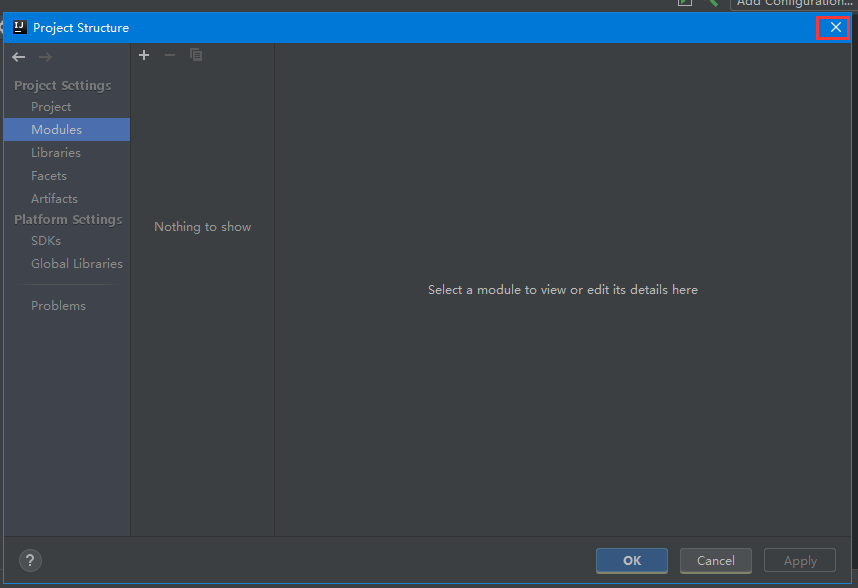 Add Configuration...
IJ
Project Structure
Project Settings
Project
Modules
Libraries
Facets
Artifacts
Platform Settings
SDKs
Global Libraries
Problems
Nothing to show
Select a module to view or edit its details here
?
OK
Cancel
Apply